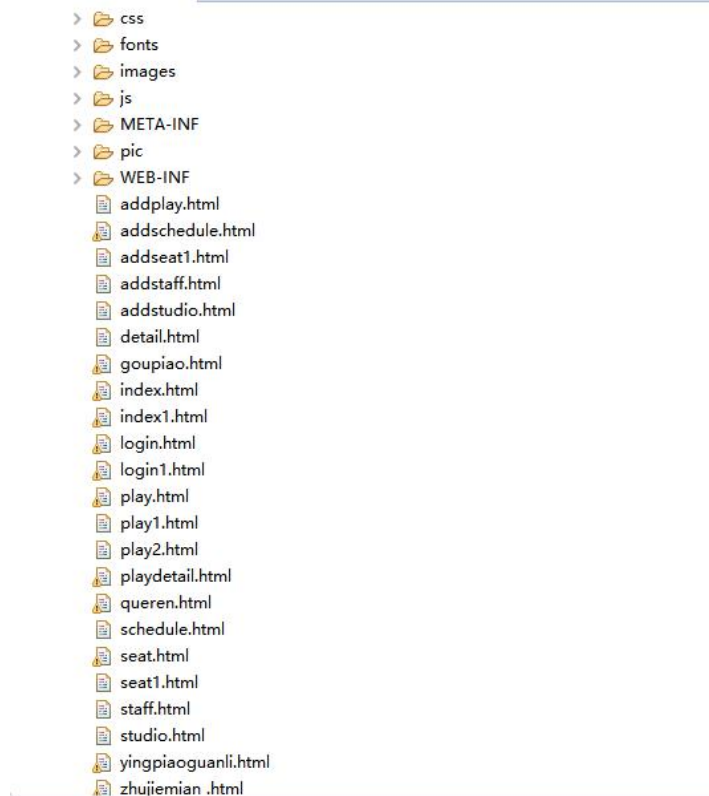 css
fonts
images
js
META-INF
pic
WEB-INF
addplay.html
addschedule.html
addseat1.html
addstaff.html
addstudio.html
detail.html
goupiao.html
index.html
index1.html
login.html
login1.html
play.html
play1.html
play2.html
playdetail.html
queren.html
schedule.html
seat.html
seat1.html
staff.html
studio.html
yingpiaoguanli.html
zhujiemian .html